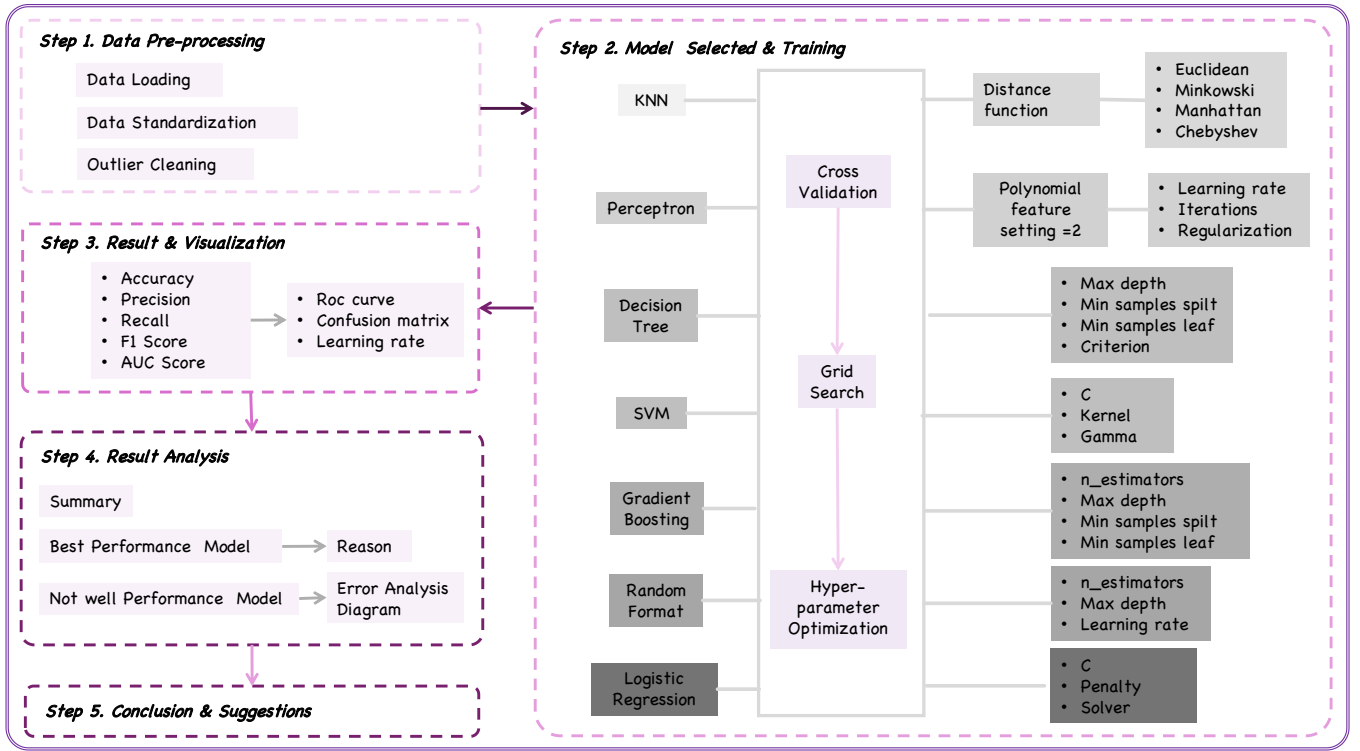 Step 1. Data Pre-processing
Data Loading
Data Standardization
Outlier Cleaning
Step 2. Model Selected & Training
KNN
Perceptron
Decision
Tree
SVM
Gradient
Boosting
Random
Format
Logistic
Regression
Cross
Validation
Grid
Search
Hyper-
parameter
Optimization
Distance
function
• Euclidean
• Minkowski
• Manhattan
• Chebyshev
Polynomial
feature
setting =2
• Learning rate
• Iterations
• Regularization
• Max depth
• Min samples spilt
• Min samples leaf
• Criterion
• C
• Kernel
• Gamma
• n_estimators
• Max depth
• Min samples spilt
• Min samples leaf
• n_estimators
• Max depth
• Learning rate
• C
• Penalty
• Solver
Step 3. Result & Visualization
• Accuracy
• Precision
• Recall
• F1 Score
• AUC Score
• Roc curve
• Confusion matrix
• Learning rate
Step 4. Result Analysis
Summary
Best Performance Model
Reason
Not well Performance Model
Error Analysis
Diagram
Step 5. Conclusion & Suggestions